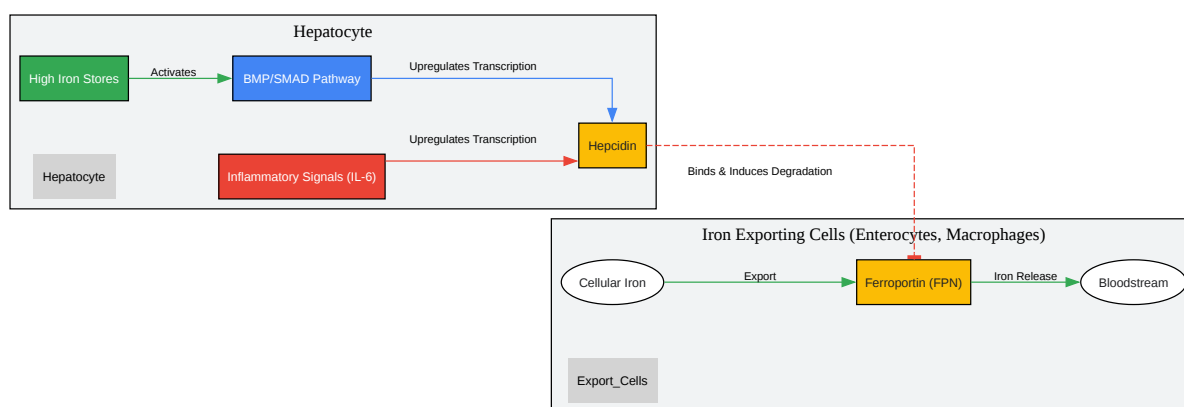 Hepatocyte
High Iron Stores
Activates
BMP/SMAD Pathway
Upregulates Transcription
Hepcidin
Upregulates Transcription
Inflammatory Signals (IL-6)
Hepatocyte
Binds & Induces Degradation
Iron Exporting Cells (Enterocytes, Macrophages)
Cellular Iron
Export
Ferroportin (FPN)
Iron Release
Bloodstream
Export_Cells